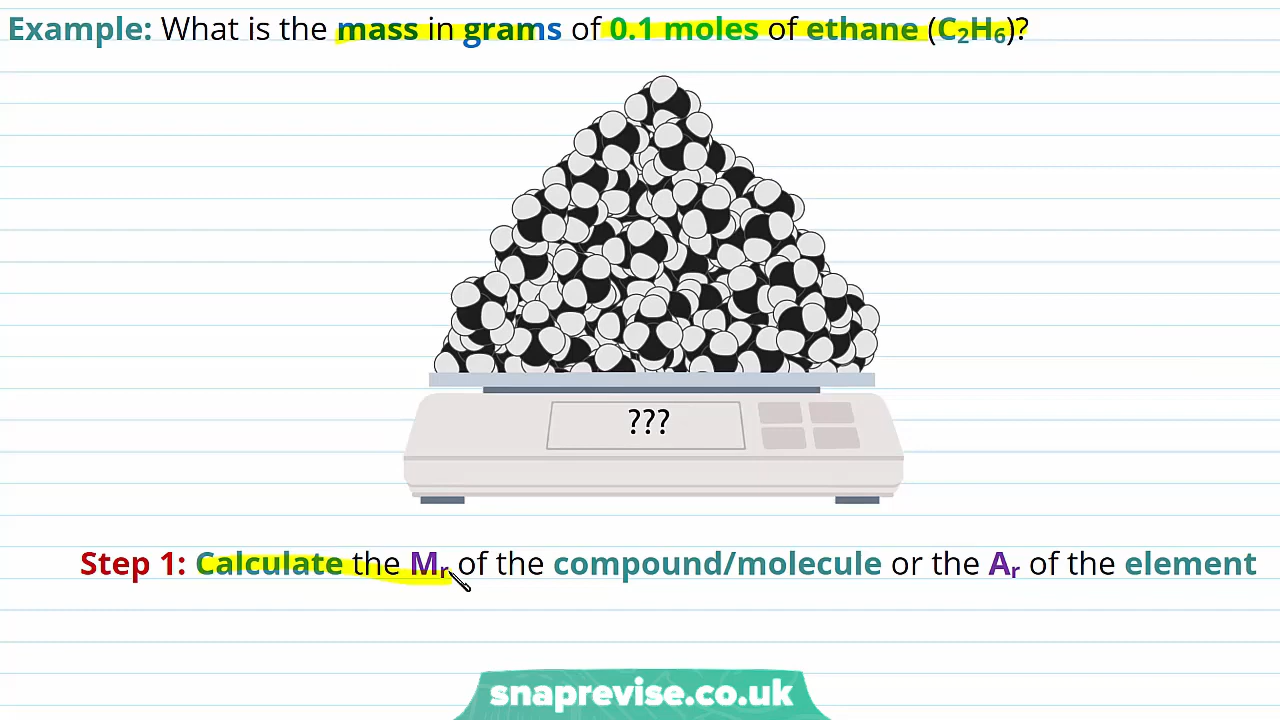 Example: What is the mass in grams of 0.1 moles of ethane (C₂H₆)?
???
Step 1: Calculate the Mᵣ of the compound/molecule or the Aᵣ of the element
snaprevise.co.uk